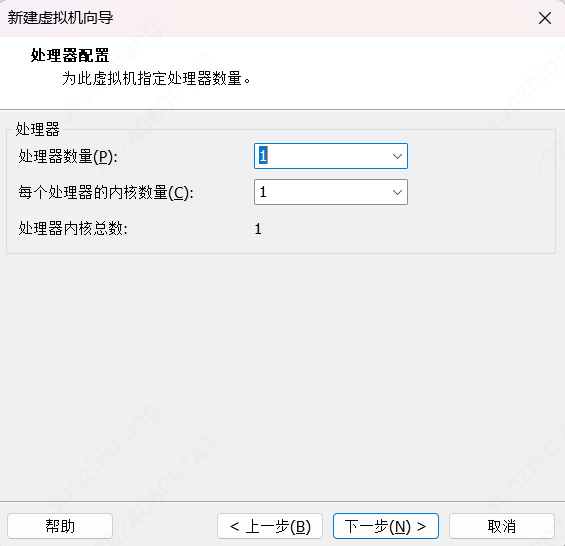 新建虚拟机向导
处理器配置
为此虚拟机指定处理器数量。
处理器
处理器数量(P): 1
每个处理器的内核数量(C): 1
处理器内核总数: 1
帮助 < 上一步(B) 下一步(N) > 取消
sunzhiqiang
20240609143